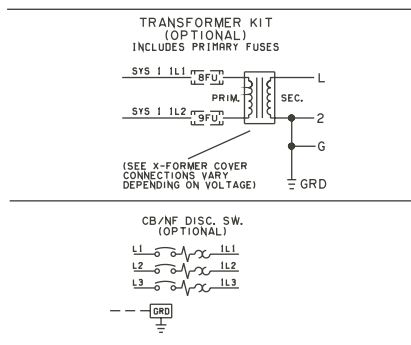 TRANSFORMER KIT
(OPTIONAL)
INCLUDES PRIMARY FUSES
SYS 1 1L1 8FU L
PRIM. SEC.
SYS 1 1L2 9FU 2
G
(SEE X-FORMER COVER
CONNECTIONS VARY
DEPENDING ON VOLTAGE)
GRD
CB/NF DISC. SW.
(OPTIONAL)
L1 1L1
L2 1L2
L3 1L3
GRD